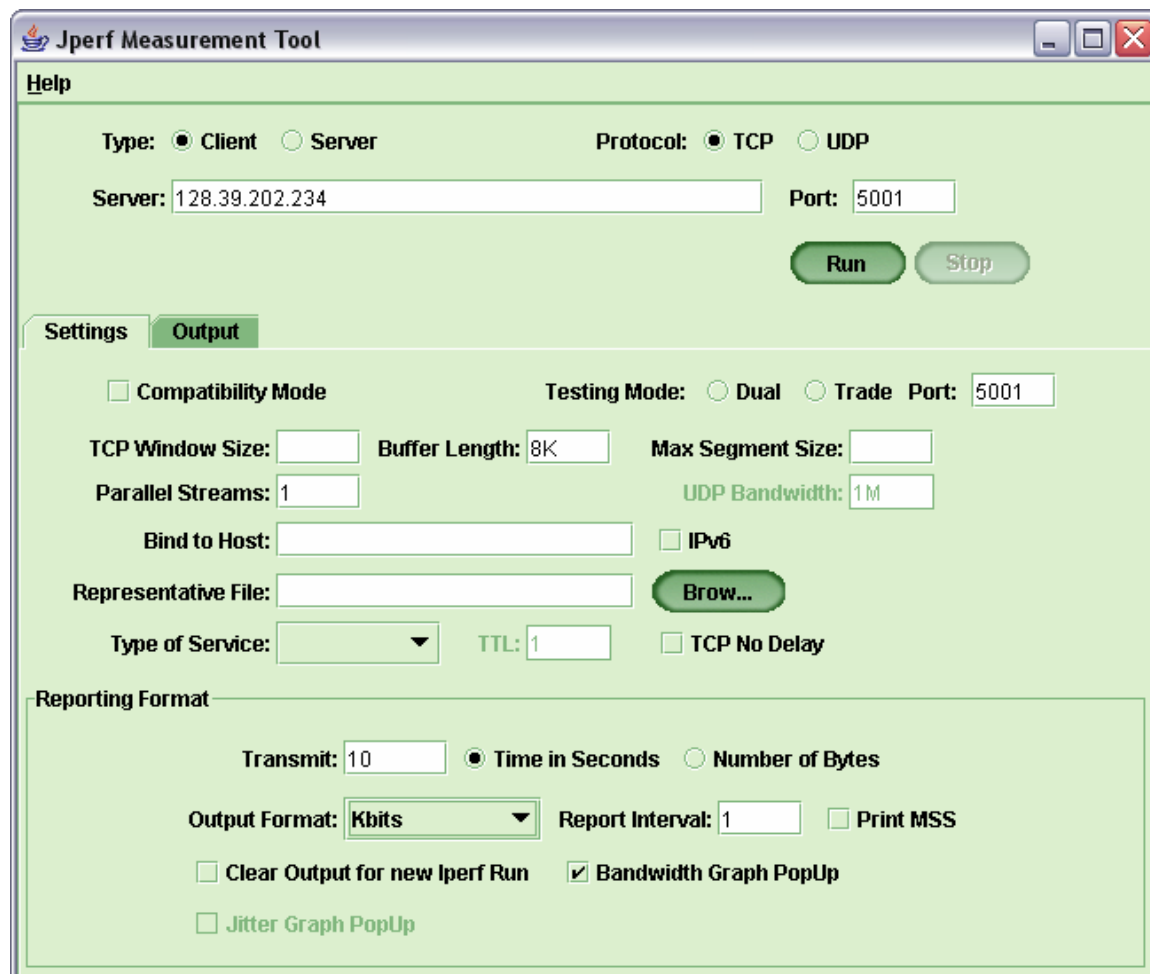 Jperf Measurement Tool
Help
Type: Client Server Protocol: TCP UDP
Server: 128.39.202.234 Port: 5001
Run Stop
Settings Output
Compatibility Mode Testing Mode: Dual Trade Port: 5001
TCP Window Size: Buffer Length: 8K Max Segment Size:
Parallel Streams: 1 UDP Bandwidth: 1M
Bind to Host: IPv6
Representative File: Brow...
Type of Service: TTL: 1 TCP No Delay
Reporting Format
Transmit: 10 Time in Seconds Number of Bytes
Output Format: Kbits Report Interval: 1 Print MSS
Clear Output for new Iperf Run Bandwidth Graph PopUp
Jitter Graph PopUp